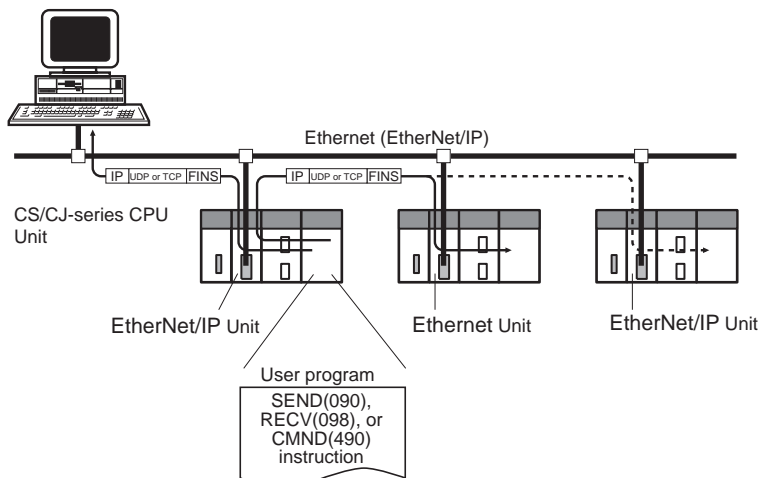 Ethernet (EtherNet/IP)
IP UDP or TCP FINS
IP UDP or TCP FINS
CS/CJ-series CPU
Unit
EtherNet/IP Unit
Ethernet Unit
EtherNet/IP Unit
User program
SEND(090),
RECV(098), or
CMND(490)
instruction